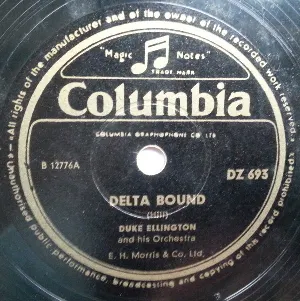 «All rights of the manufacturer and of the owner of the recorded work reserved
"Magic Notes"
TRADE MARK
Columbia
COLUMBIA GRAPHOPHONE CO LTD
B 12776A
DZ 693
DELTA BOUND
(Hill)
DUKE ELLINGTON
and his Orchestra
E. H. Morris & Co, Ltd.
Unauthorised public performance, broadcasting and copying of this record prohibited